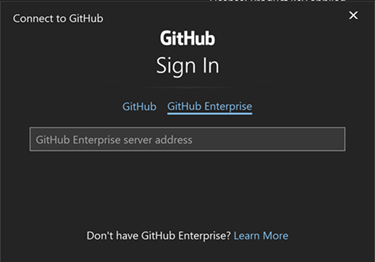 Connect to GitHub
GitHub
Sign In
GitHub GitHub Enterprise
GitHub Enterprise server address
Don't have GitHub Enterprise? Learn More